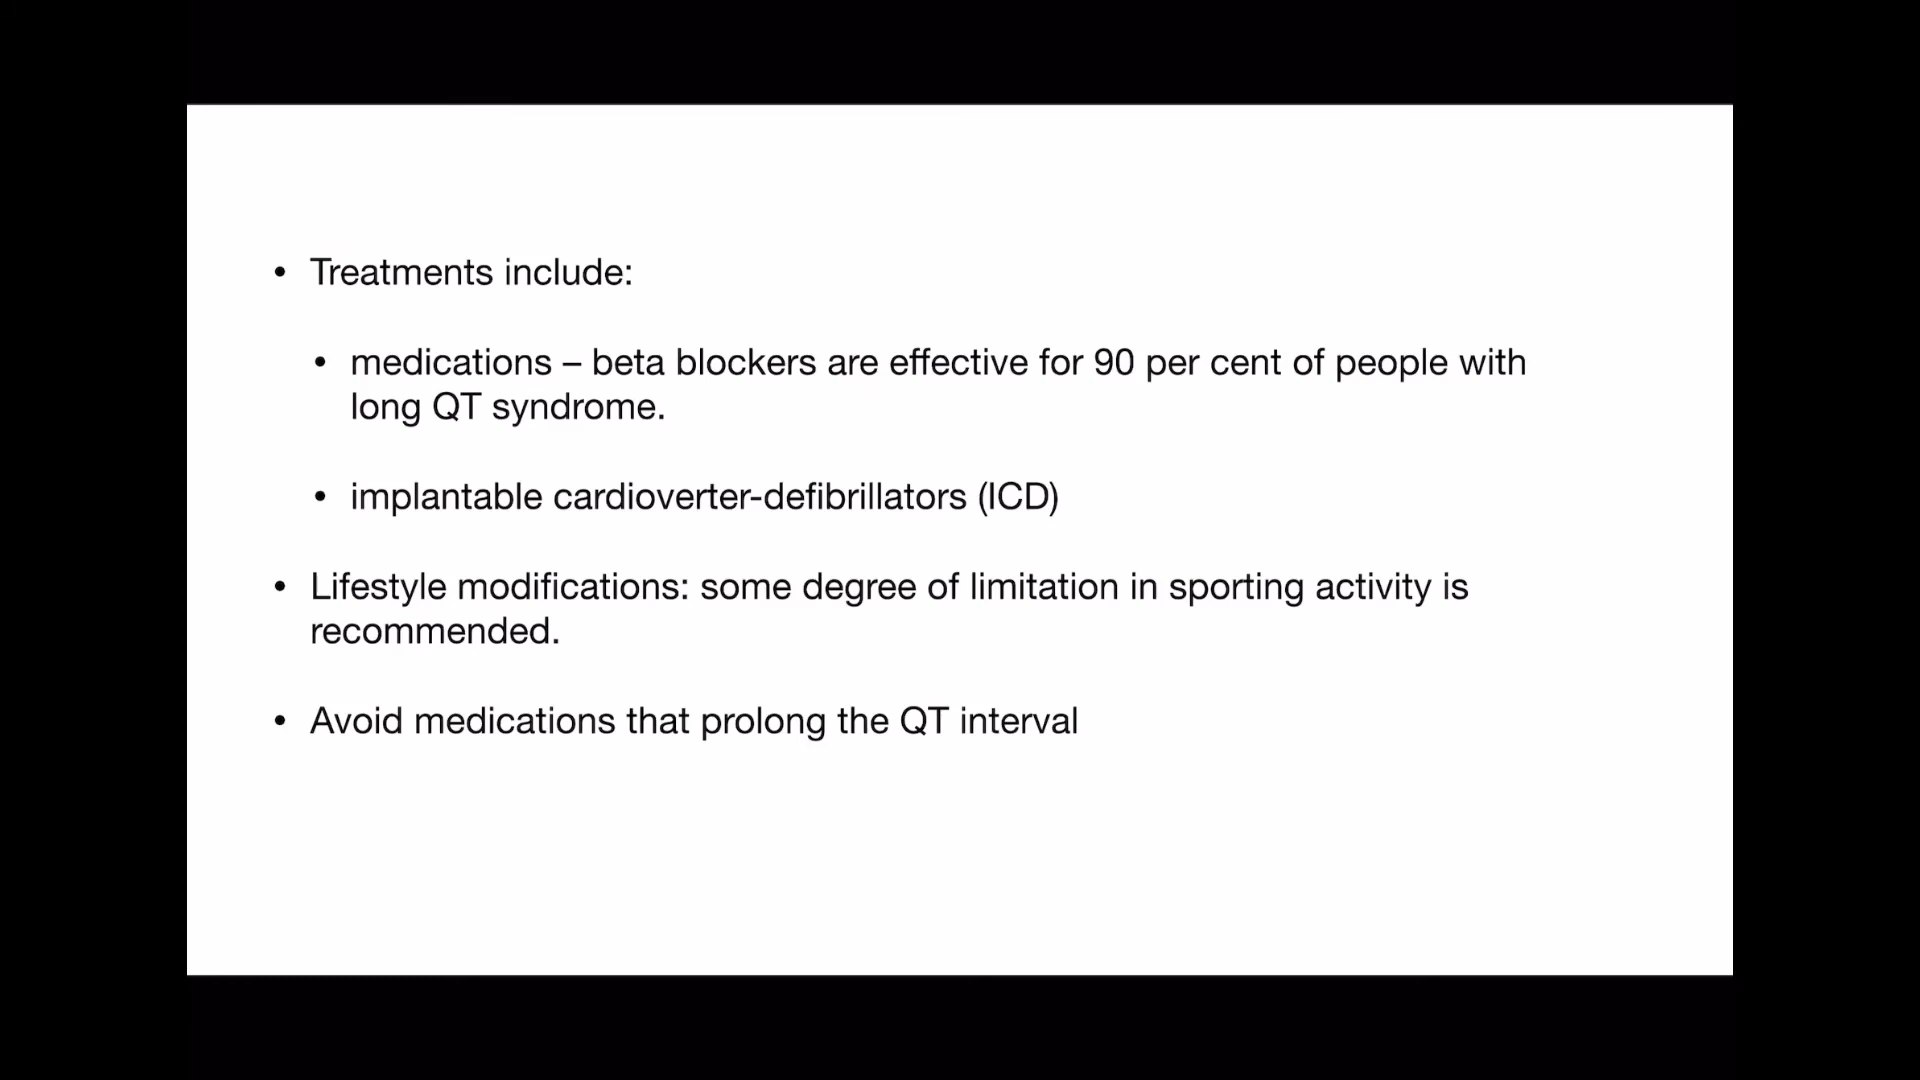 • Treatments include:
• medications – beta blockers are effective for 90 per cent of people with
long QT syndrome.
• implantable cardioverter-defibrillators (ICD)
• Lifestyle modifications: some degree of limitation in sporting activity is
recommended.
• Avoid medications that prolong the QT interval